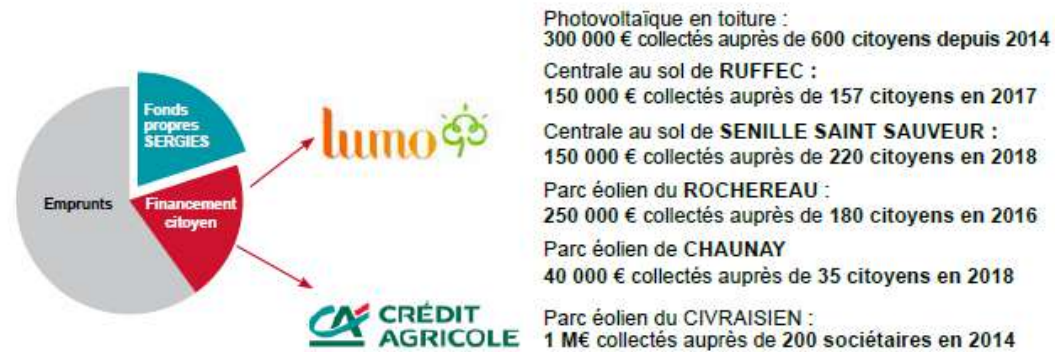 Fonds
propres
SERGIES
Emprunts
Financement
citoyen
lumo
CA CRÉDIT
AGRICOLE
Photovoltaïque en toiture :
300 000 € collectés auprès de 600 citoyens depuis 2014
Centrale au sol de RUFFEC :
150 000 € collectés auprès de 157 citoyens en 2017
Centrale au sol de SENILLE SAINT SAUVEUR :
150 000 € collectés auprès de 220 citoyens en 2018
Parc éolien du ROCHEREAU :
250 000 € collectés auprès de 180 citoyens en 2016
Parc éolien de CHAUNAY
40 000 € collectés auprès de 35 citoyens en 2018
Parc éolien du CIVRAISIEN :
1 M€ collectés auprès de 200 sociétaires en 2014